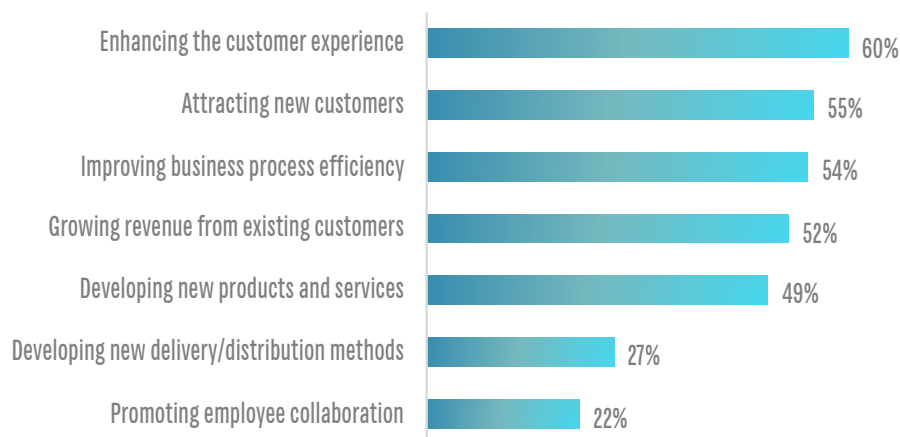 Enhancing the customer experience 60%
Attracting new customers 55%
Improving business process efficiency 54%
Growing revenue from existing customers 52%
Developing new products and services 49%
Developing new delivery/distribution methods 27%
Promoting employee collaboration 22%